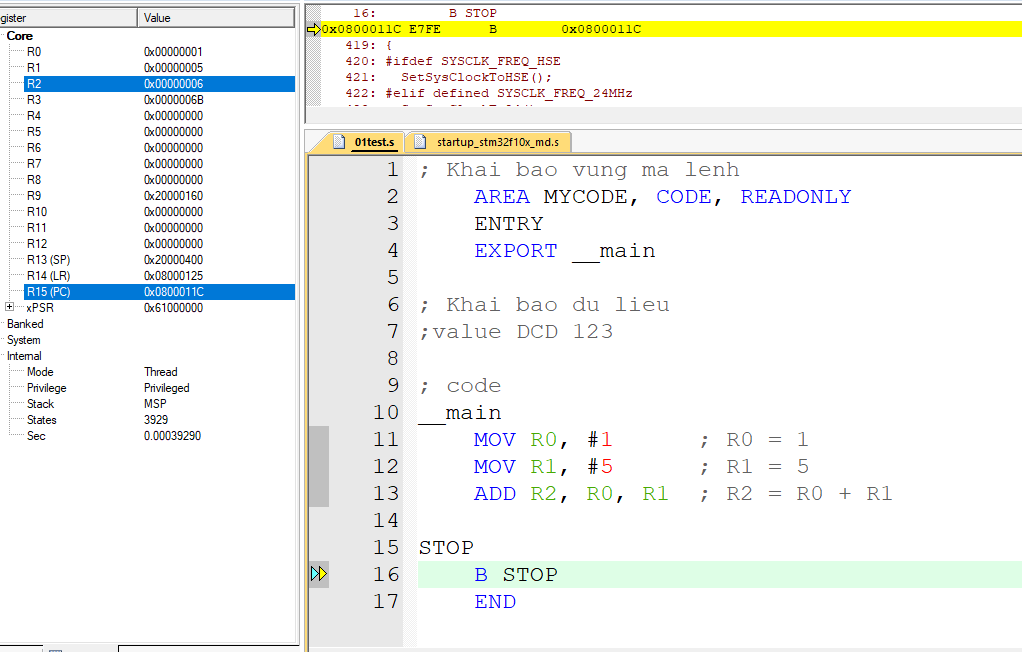 gister Value
Core
R0 0x00000001
R1 0x00000005
R2 0x00000006
R3 0x0000006B
R4 0x00000000
R5 0x00000000
R6 0x00000000
R7 0x00000000
R8 0x00000000
R9 0x20000160
R10 0x00000000
R11 0x00000000
R12 0x00000000
R13 (SP) 0x20000400
R14 (LR) 0x08000125
R15 (PC) 0x0800011C
xPSR 0x61000000
Banked
System
Internal
Mode Thread
Privilege Privileged
Stack MSP
States 3929
Sec 0.00039290
16: B STOP
0x0800011C E7FE B 0x0800011C
419: {
420: #ifdef SYSCLK_FREQ_HSE
421: SetSysClockToHSE();
422: #elif defined SYSCLK_FREQ_24MHz
01test.s startup_stm32f10x_md.s
1 ; Khai bao vung ma lenh
2 AREA MYCODE, CODE, READONLY
3 ENTRY
4 EXPORT __main
5
6 ; Khai bao du lieu
7 ;value DCD 123
8
9 ; code
10 __main
11 MOV R0, #1 ; R0 = 1
12 MOV R1, #5 ; R1 = 5
13 ADD R2, R0, R1 ; R2 = R0 + R1
14
15 STOP
16 B STOP
17 END